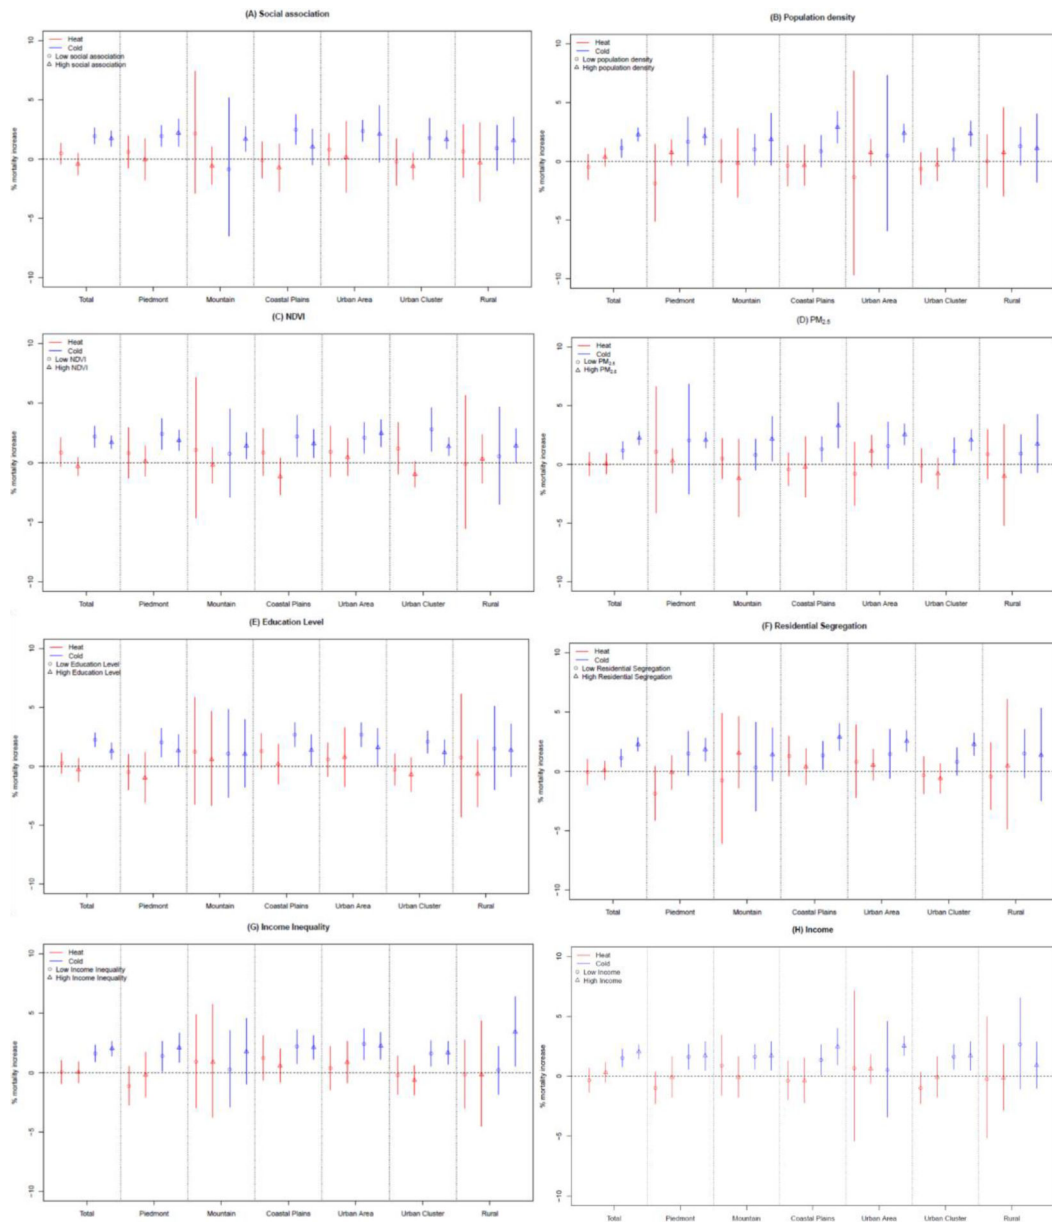 (A) Social association
Heat
Cold
Low social association
High social association
% mortality increase
10
5
0
−5
−10
Total Piedmont Mountain Coastal Plains Urban Area Urban Cluster Rural
(B) Population density
Heat
Cold
Low population density
High population density
% mortality increase
10
5
0
−5
−10
Total Piedmont Mountain Coastal Plains Urban Area Urban Cluster Rural
(C) NDVI
Heat
Cold
Low NDVI
High NDVI
% mortality increase
10
5
0
−5
−10
Total Piedmont Mountain Coastal Plains Urban Area Urban Cluster Rural
(D) PM2.5
Heat
Cold
Low PM2.5
High PM2.5
% mortality increase
10
5
0
−5
−10
Total Piedmont Mountain Coastal Plains Urban Area Urban Cluster Rural
(E) Education Level
Heat
Cold
Low Education Level
High Education Level
% mortality increase
10
5
0
−5
−10
Total Piedmont Mountain Coastal Plains Urban Area Urban Cluster Rural
(F) Residential Segregation
Heat
Cold
Low Residential Segregation
High Residential Segregation
% mortality increase
10
5
0
−5
−10
Total Piedmont Mountain Coastal Plains Urban Area Urban Cluster Rural
(G) Income Inequality
Heat
Cold
Low Income Inequality
High Income Inequality
% mortality increase
10
5
0
−5
−10
Total Piedmont Mountain Coastal Plains Urban Area Urban Cluster Rural
(H) Income
Heat
Cold
Low Income
High Income
% mortality increase
10
5
0
−5
−10
Total Piedmont Mountain Coastal Plains Urban Area Urban Cluster Rural